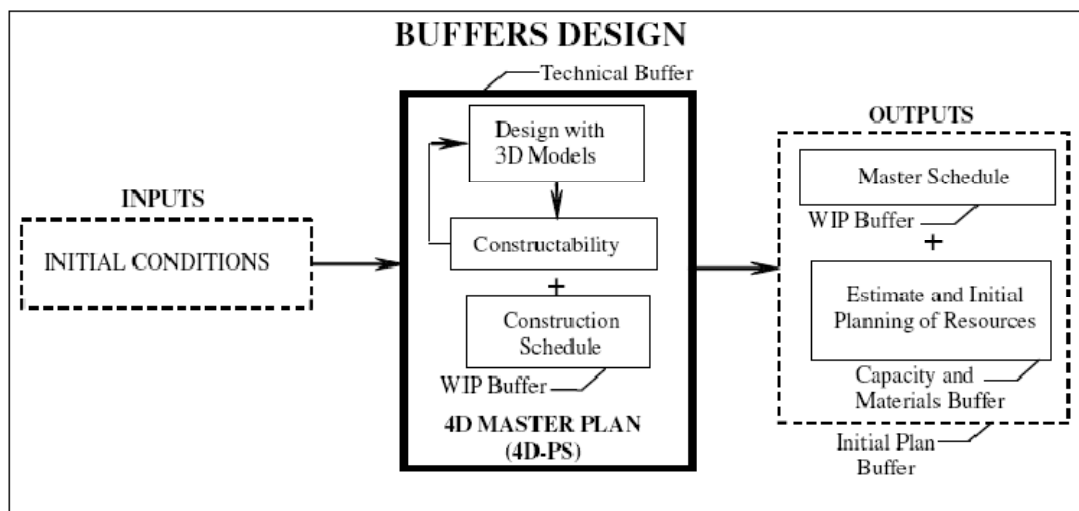 BUFFERS DESIGN
Technical Buffer
INPUTS
INITIAL CONDITIONS
Design with
3D Models
Constructability
+
Construction
Schedule
WIP Buffer
4D MASTER PLAN
(4D-PS)
OUTPUTS
Master Schedule
WIP Buffer
+
Estimate and Initial
Planning of Resources
Capacity and
Materials Buffer
Initial Plan
Buffer